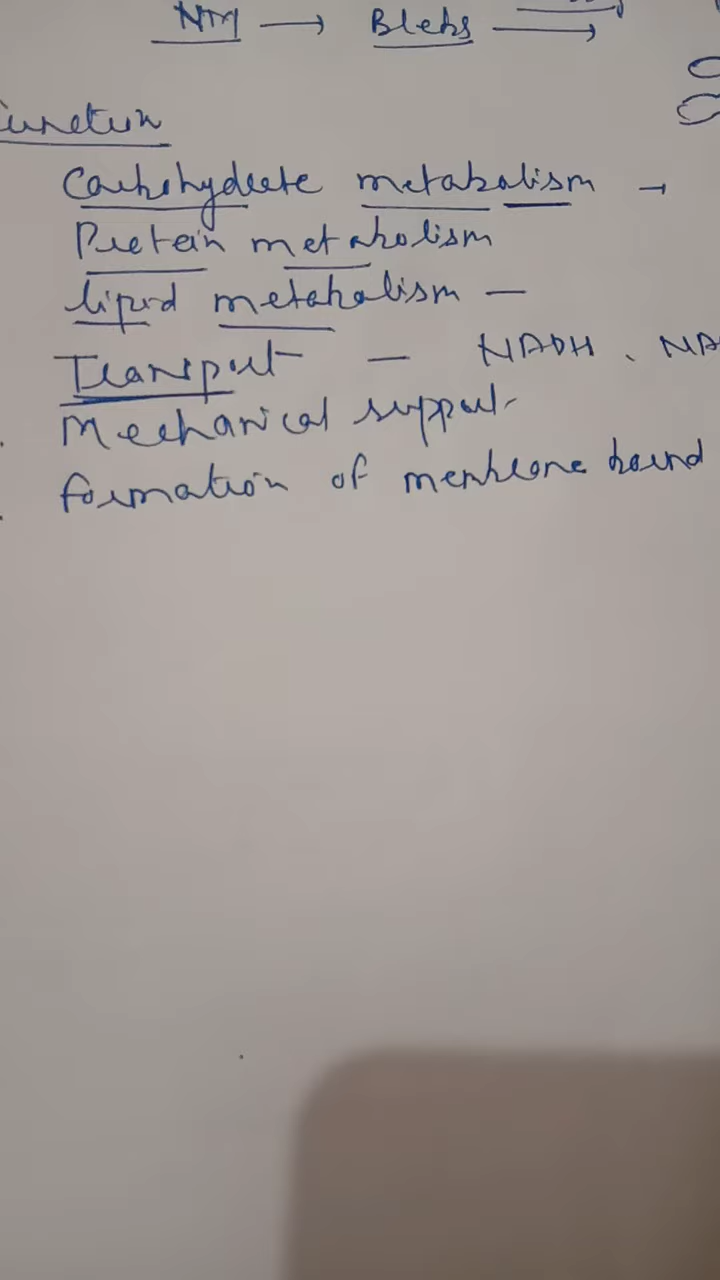 NM → Blebs →
Function
Carbohydrate metabolism →
Protein metabolism
lipid metabolism —
Transport — NADH, NA
Mechanical support
formation of membrane bound